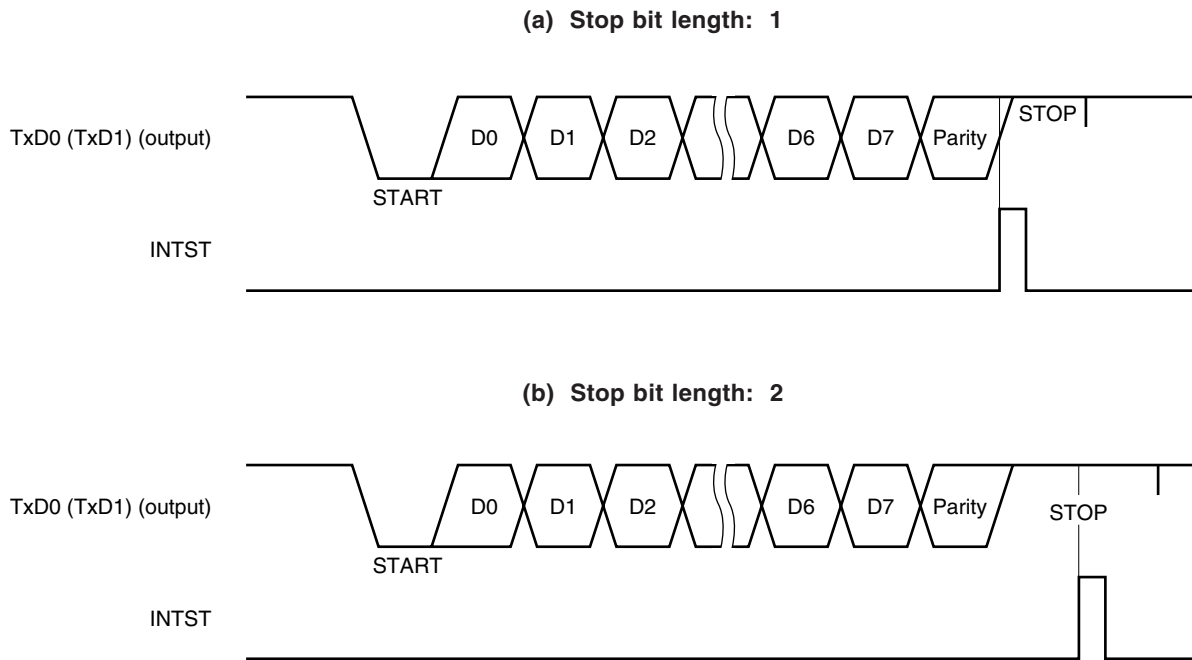 (a) Stop bit length: 1
TxD0 (TxD1) (output)
D0 D1 D2 D6 D7 Parity STOP
START
INTST
(b) Stop bit length: 2
TxD0 (TxD1) (output)
D0 D1 D2 D6 D7 Parity STOP
START
INTST